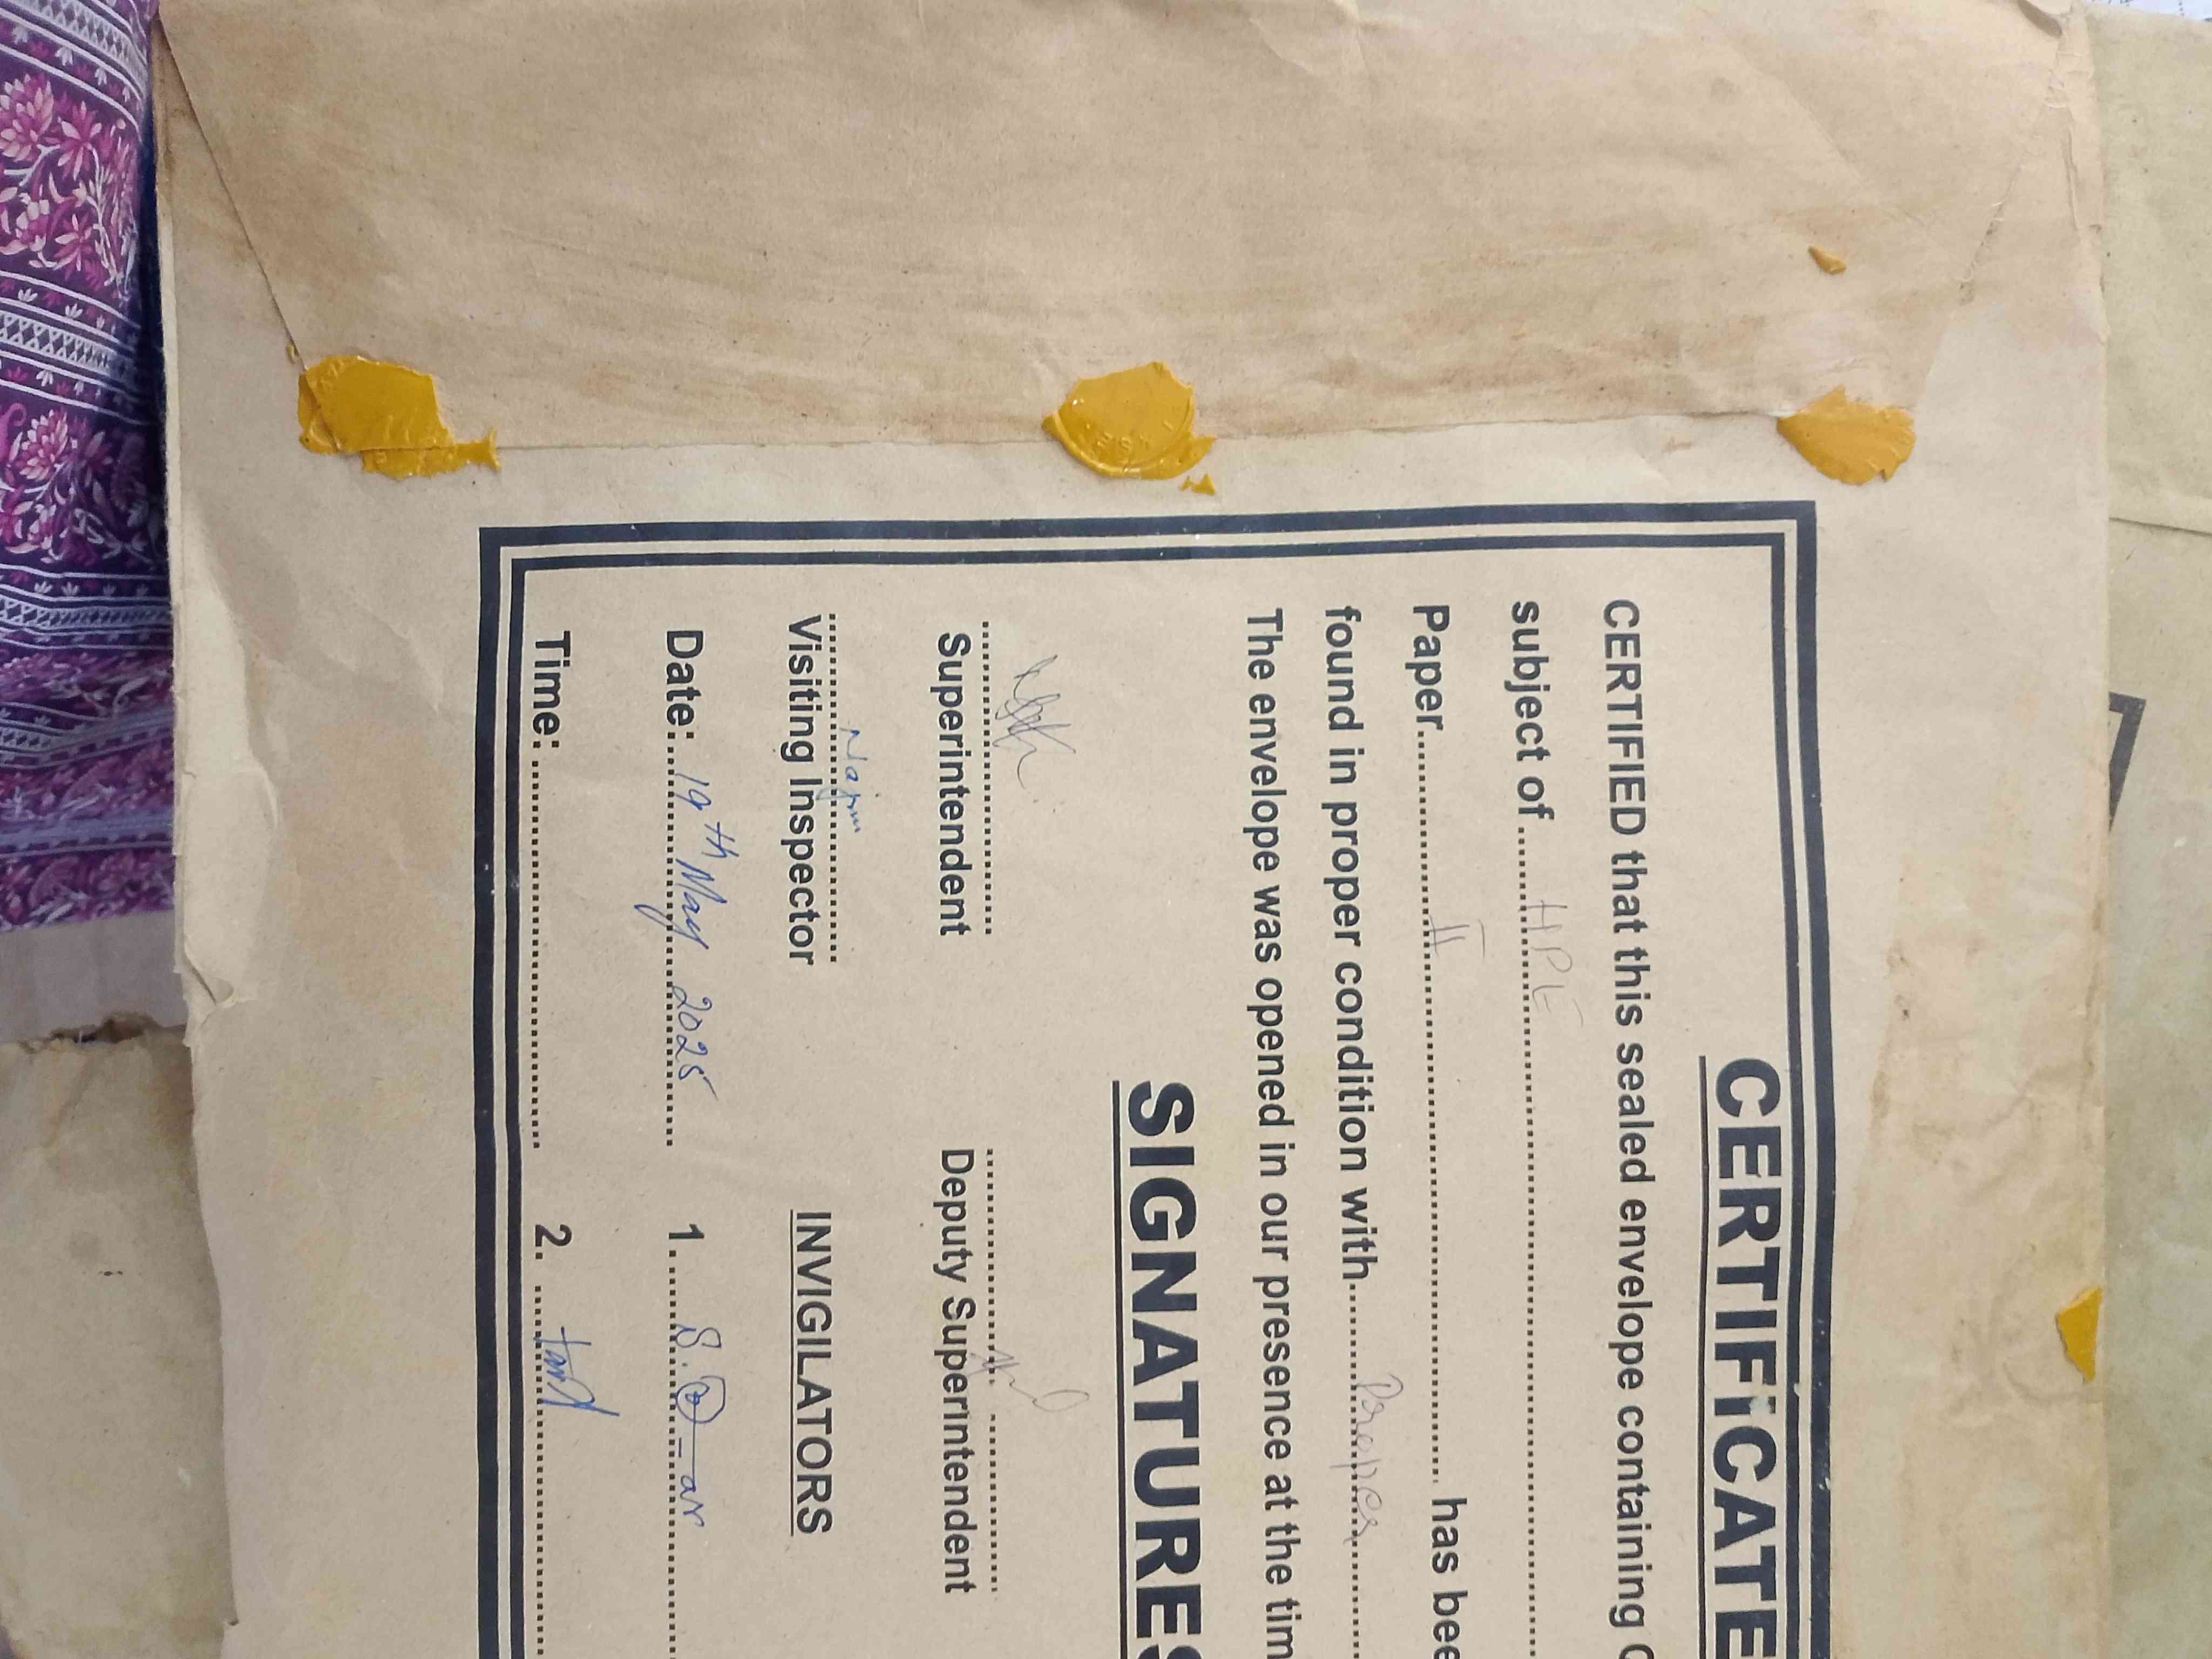 CERTIFiCATE
CERTIFIED that this sealed envelope containing
subject of HPE
Paper II has bee
found in proper condition with Proper
The envelope was opened in our presence at the tim
SIGNATURES
Superintendent Deputy Superintendent
Najm
Visiting Inspector INVIGILATORS
Date: 19th May 2025 1.
Time: 2.